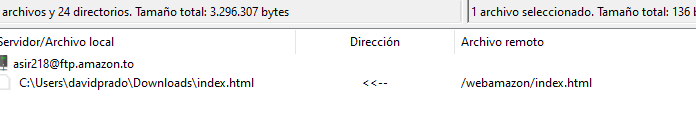 archivos y 24 directorios. Tamaño total: 3.296.307 bytes
1 archivo seleccionado. Tamaño total: 136
Servidor/Archivo local Dirección Archivo remoto
asir218@ftp.amazon.to
C:\Users\davidprado\Downloads\index.html <<-- /webamazon/index.html